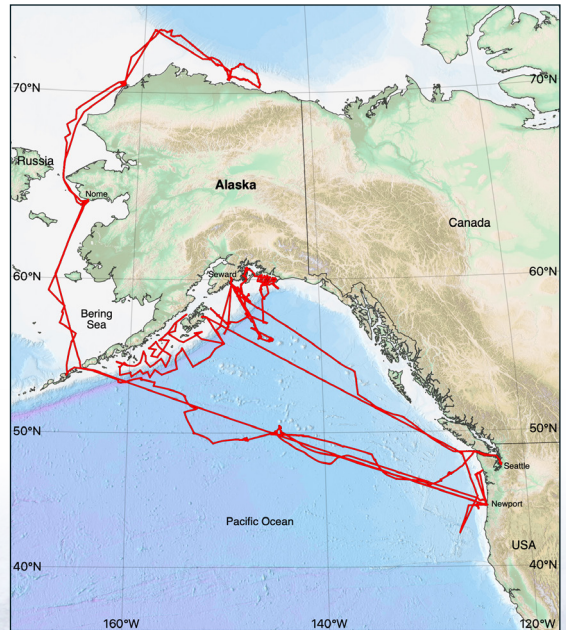 70°N
70°N
Russia
Alaska
Nome
Canada
Seward
60°N
60°N
Bering
Sea
50°N
50°N
Seattle
Newport
Pacific Ocean
USA
40°N
40°N
160°W
140°W
120°W